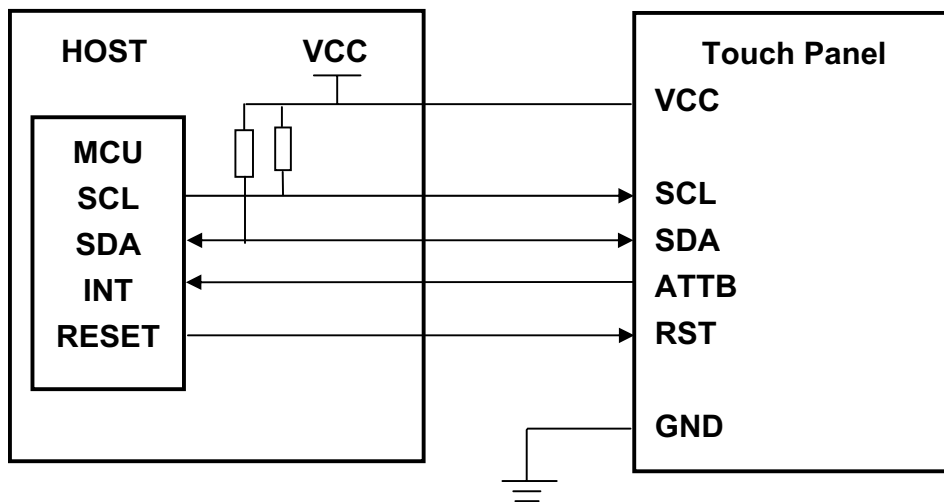 HOST
VCC
MCU
SCL
SDA
INT
RESET
Touch Panel
VCC
SCL
SDA
ATTB
RST
GND